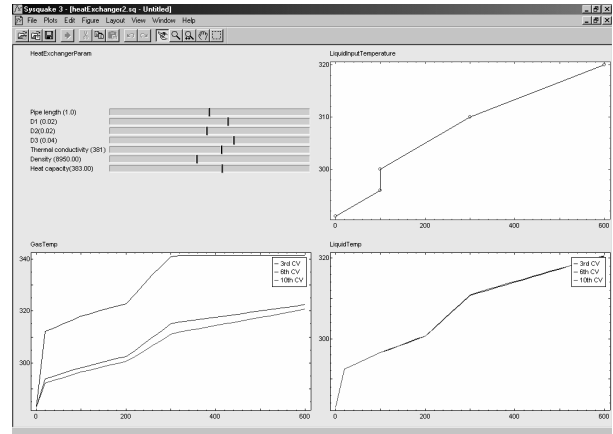 Sysquake 3 - [heatExchanger2.sq - Untitled]
File Plots Edit Figure Layout View Window Help
HeatExchangerParam
Pipe length (1.0)
D1 (0.02)
D2(0.02)
D3 (0.04)
Thermal conductivity (381)
Density (8950.00)
Heat capacity(383.00)
LiquidInputTemperature
320
310
300
200 400 600
GasTemp
340
320
300
3rd CV
6th CV
10th CV
0 200 400 600
LiquidTemp
320
300
3rd CV
6th CV
10th CV
0 200 400 600